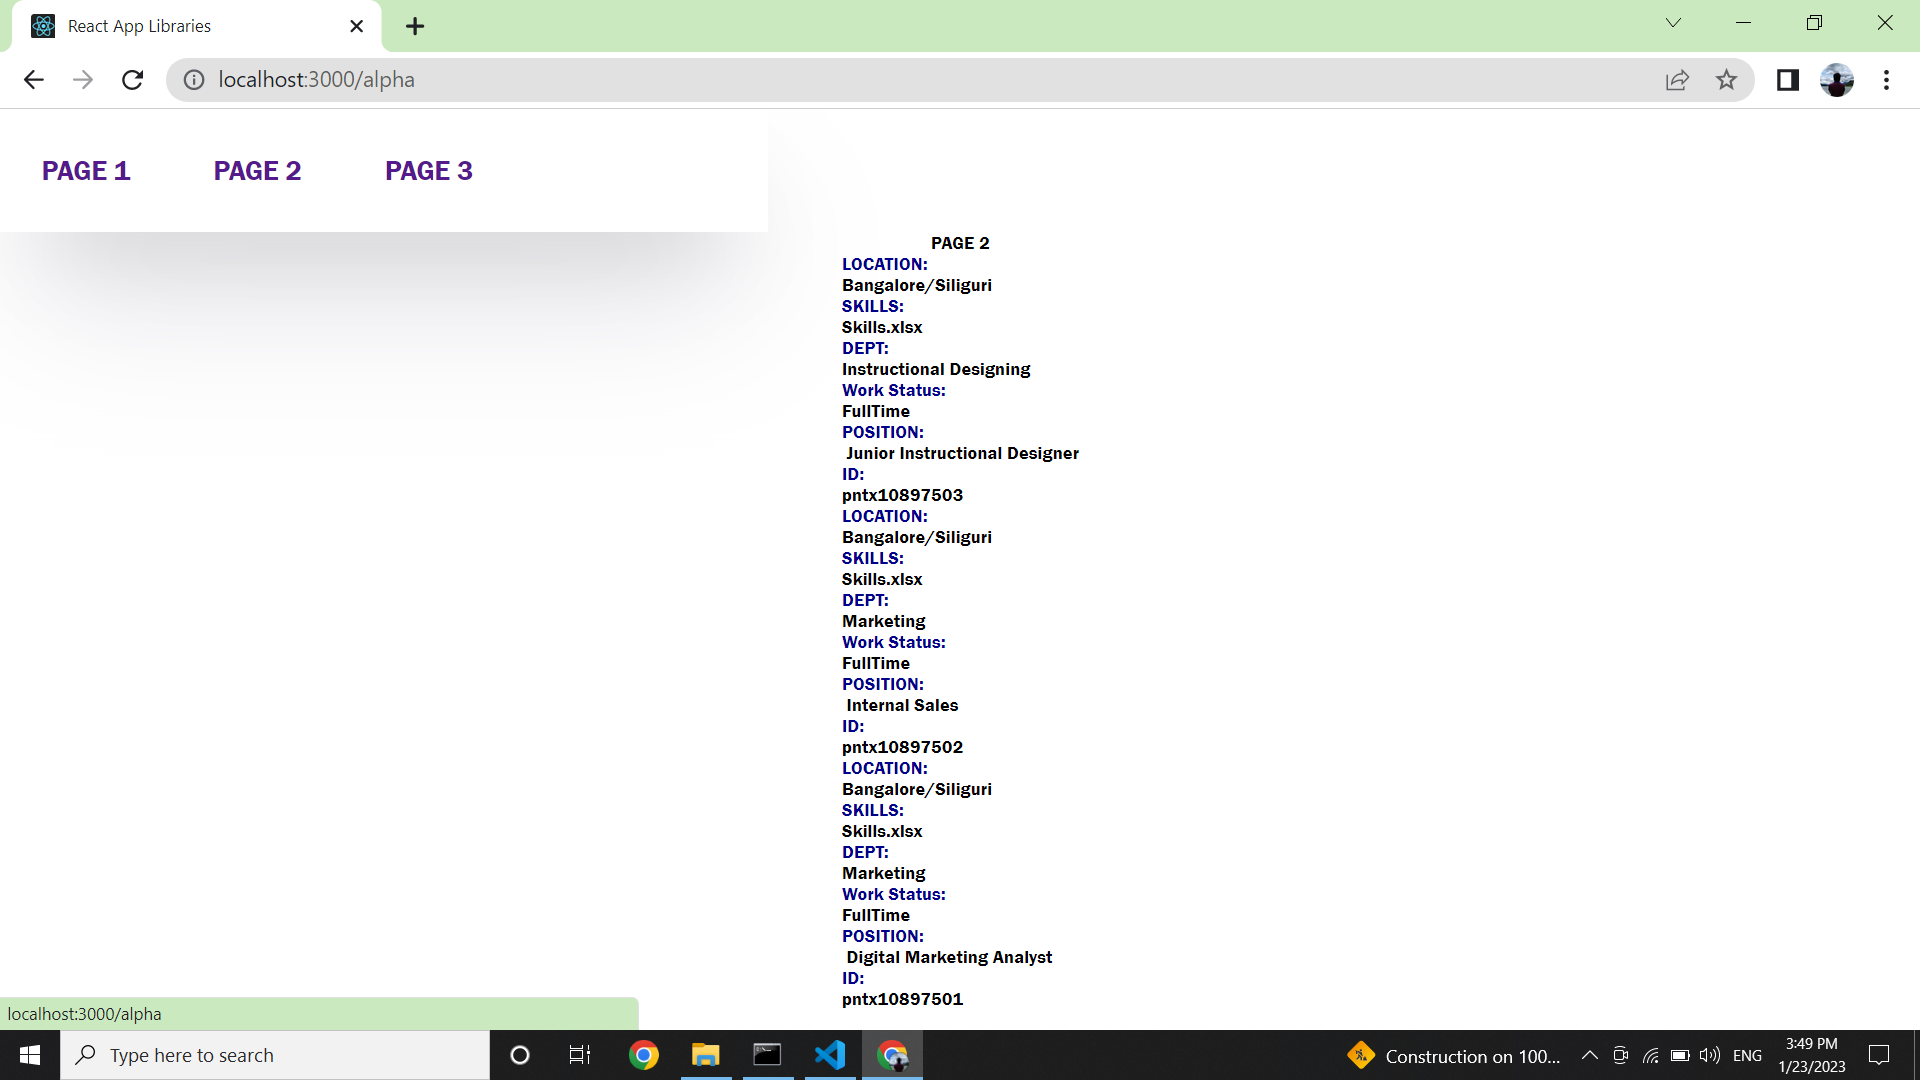 React App Libraries
localhost:3000/alpha
PAGE 1 PAGE 2 PAGE 3
PAGE 2
LOCATION:
Bangalore/Siliguri
SKILLS:
Skills.xlsx
DEPT:
Instructional Designing
Work Status:
FullTime
POSITION:
Junior Instructional Designer
ID:
pntx10897503
LOCATION:
Bangalore/Siliguri
SKILLS:
Skills.xlsx
DEPT:
Marketing
Work Status:
FullTime
POSITION:
Internal Sales
ID:
pntx10897502
LOCATION:
Bangalore/Siliguri
SKILLS:
Skills.xlsx
DEPT:
Marketing
Work Status:
FullTime
POSITION:
Digital Marketing Analyst
ID:
pntx10897501
localhost:3000/alpha
Type here to search
Construction on 100...
ENG
3:49 PM
1/23/2023